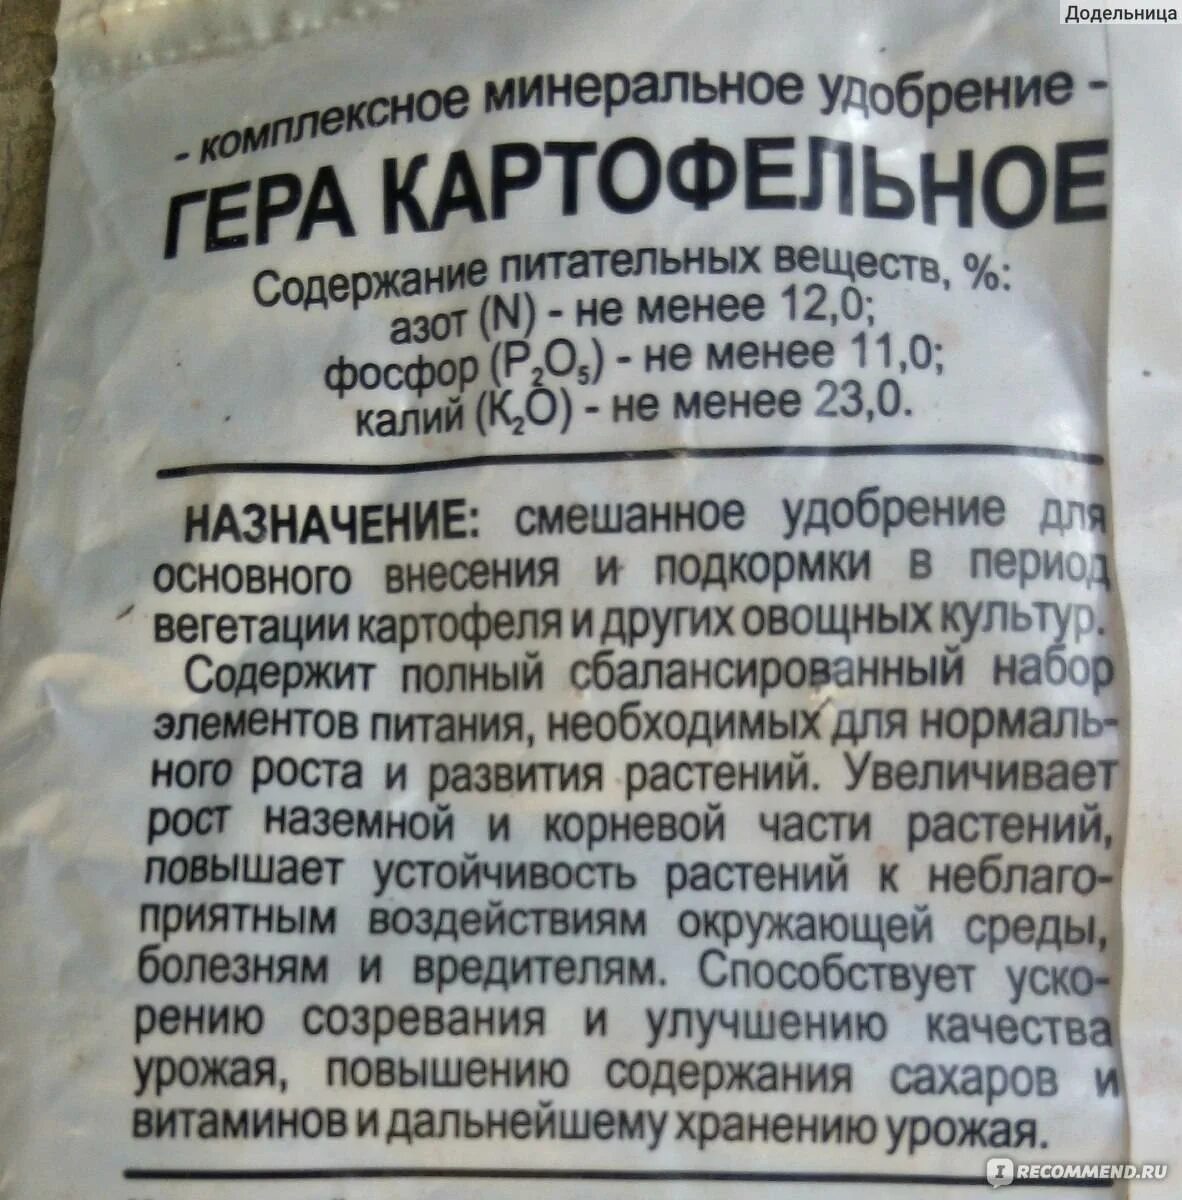 Додельница
- комплексное минеральное удобрение -
ГЕРА КАРТОФЕЛЬНОЕ
Содержание питательных веществ, %:
азот (N) - не менее 12,0;
фосфор (P₂O₅) - не менее 11,0;
калий (K₂O) - не менее 23,0.
НАЗНАЧЕНИЕ: смешанное удобрение для
основного внесения и подкормки в период
вегетации картофеля и других овощных культур.
Содержит полный сбалансированный набор
элементов питания, необходимых для нормаль-
ного роста и развития растений. Увеличивает
рост наземной и корневой части растений,
повышает устойчивость растений к неблаго-
приятным воздействиям окружающей среды,
болезням и вредителям. Способствует уско-
рению созревания и улучшению качества
урожая, повышению содержания сахаров и
витаминов и дальнейшему хранению урожая.
IRECOMMEND.RU